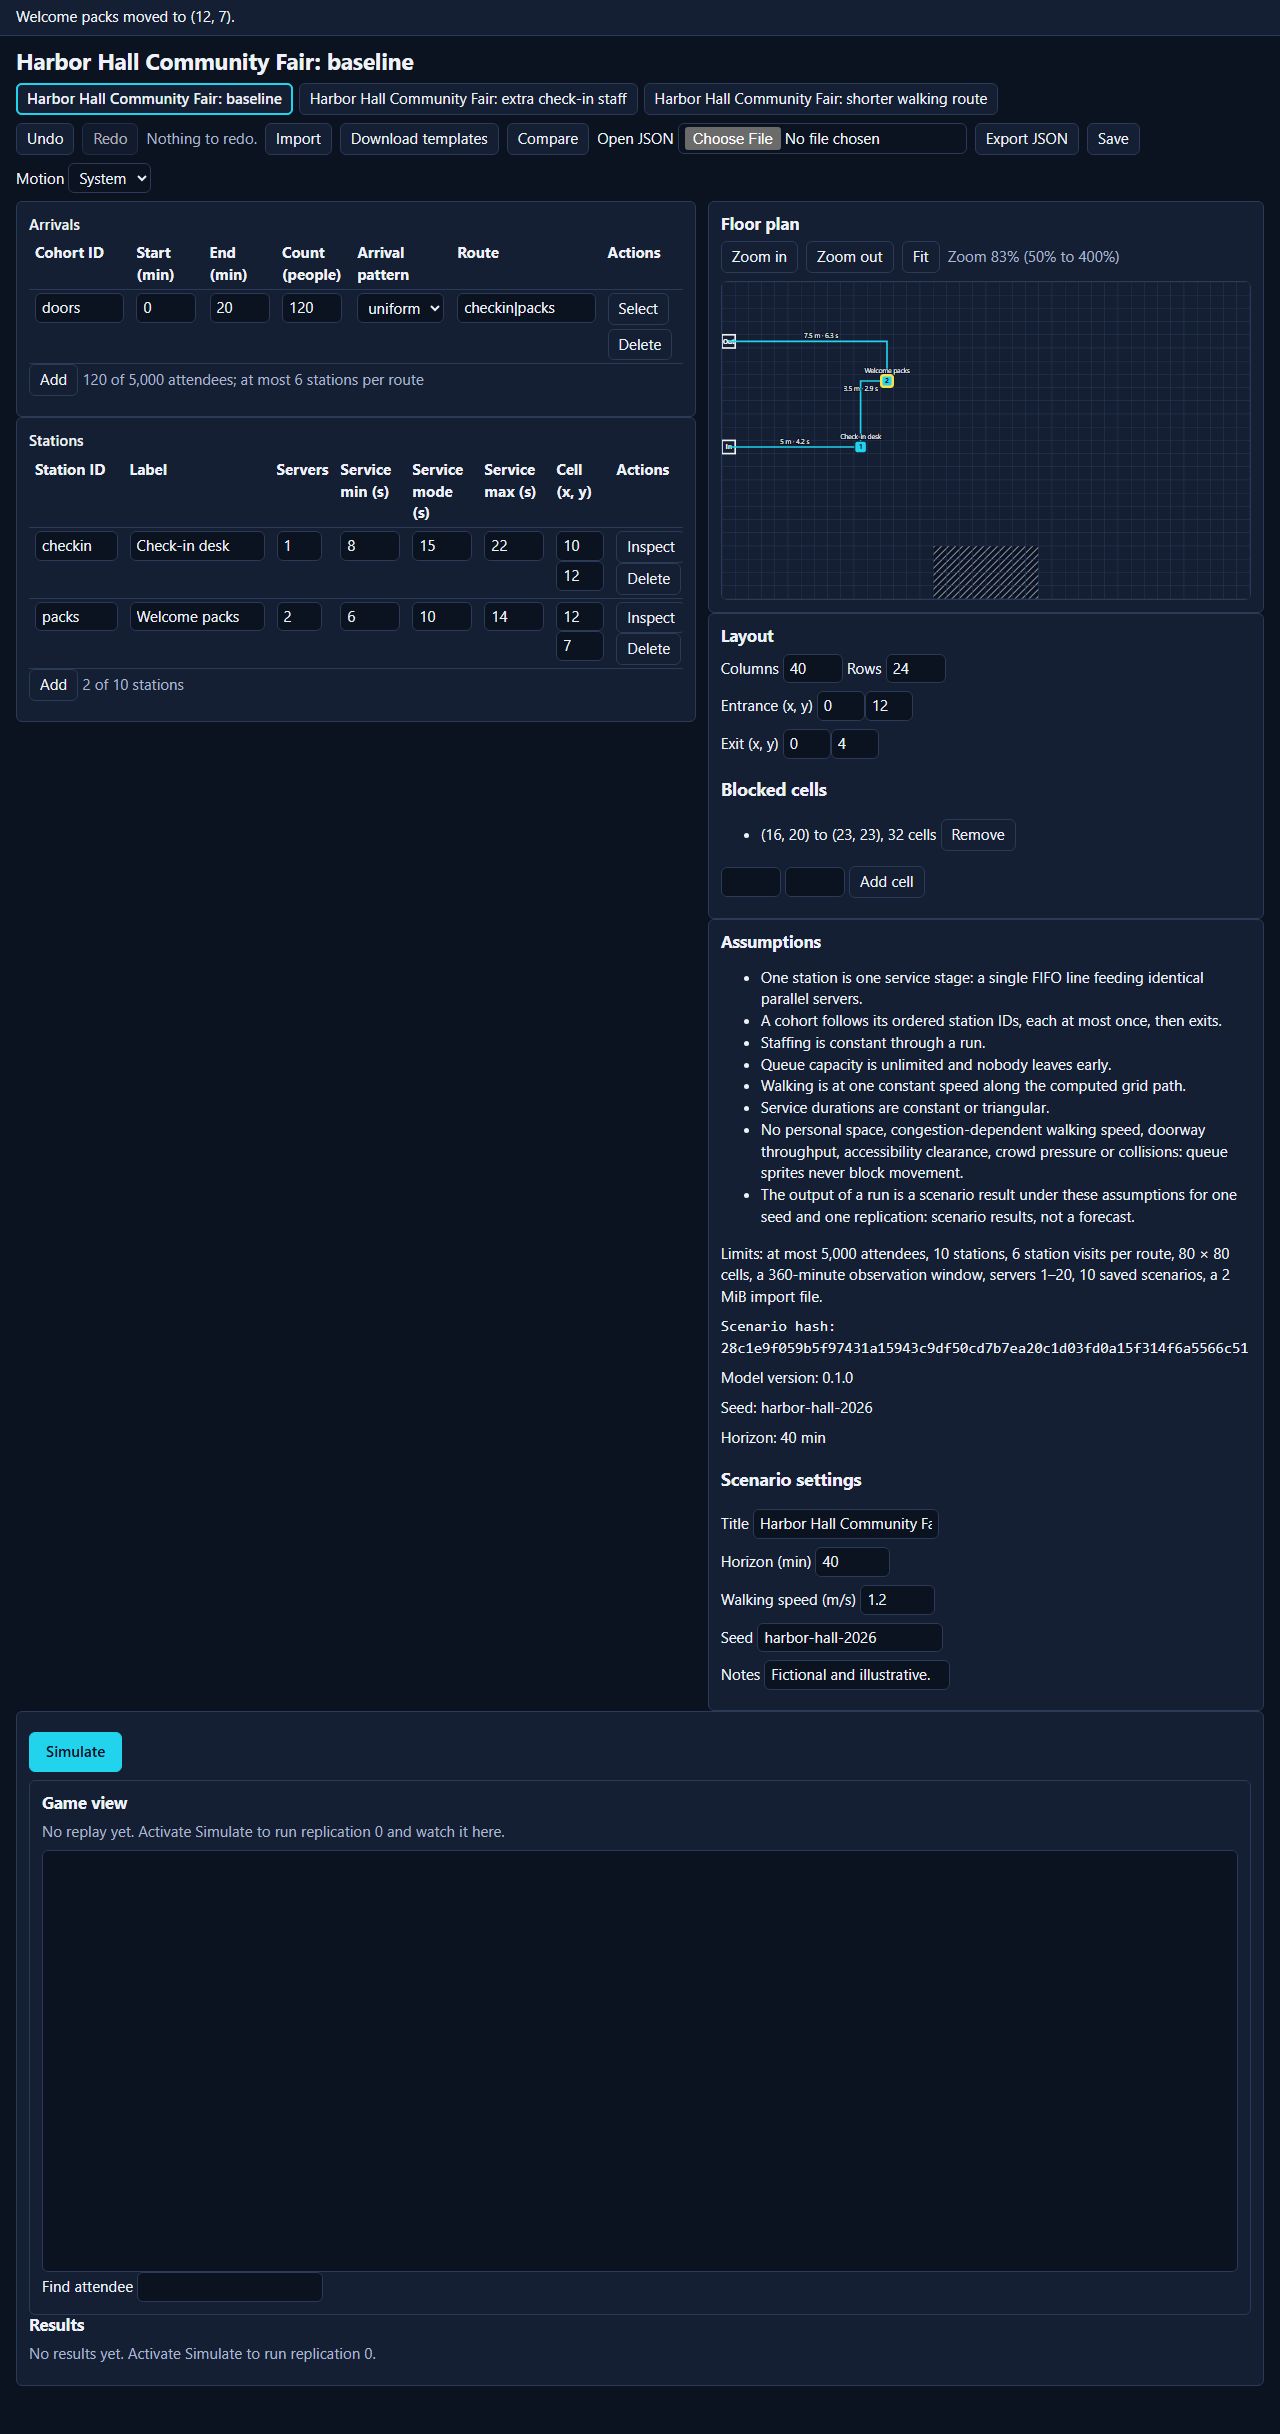 Welcome packs moved to (12, 7).
Harbor Hall Community Fair: baseline
Harbor Hall Community Fair: baseline
Harbor Hall Community Fair: extra check-in staff
Harbor Hall Community Fair: shorter walking route
Undo
Redo
Nothing to redo.
Import
Download templates
Compare
Open JSON
Choose File
No file chosen
Export JSON
Save
Motion
System
Arrivals
Cohort ID
Start (min)
End (min)
Count (people)
Arrival pattern
Route
Actions
doors
0
20
120
uniform
checkin|packs
Select
Delete
Add
120 of 5,000 attendees; at most 6 stations per route
Stations
Station ID
Label
Servers
Service min (s)
Service mode (s)
Service max (s)
Cell (x, y)
Actions
checkin
Check-in desk
1
8
15
22
10
12
Inspect
Delete
packs
Welcome packs
2
6
10
14
12
7
Inspect
Delete
Add
2 of 10 stations
Floor plan
Zoom in
Zoom out
Fit
Zoom 83% (50% to 400%)
7.5 m · 6.3 s
Out
Welcome packs
2
3.5 m · 2.9 s
Check-in desk
5 m · 4.2 s
In
1
Layout
Columns
40
Rows
24
Entrance (x, y)
0
12
Exit (x, y)
0
4
Blocked cells
(16, 20) to (23, 23), 32 cells
Remove
Add cell
Assumptions
One station is one service stage: a single FIFO line feeding identical
parallel servers.
A cohort follows its ordered station IDs, each at most once, then exits.
Staffing is constant through a run.
Queue capacity is unlimited and nobody leaves early.
Walking is at one constant speed along the computed grid path.
Service durations are constant or triangular.
No personal space, congestion-dependent walking speed, doorway
throughput, accessibility clearance, crowd pressure or collisions: queue
sprites never block movement.
The output of a run is a scenario result under these assumptions for one
seed and one replication: scenario results, not a forecast.
Limits: at most 5,000 attendees, 10 stations, 6 station visits per route, 80 × 80
cells, a 360-minute observation window, servers 1–20, 10 saved scenarios, a 2
MiB import file.
Scenario hash:
28c1e9f059b5f97431a15943c9df50cd7b7ea20c1d03fd0a15f314f6a5566c51
Model version: 0.1.0
Seed: harbor-hall-2026
Horizon: 40 min
Scenario settings
Title
Harbor Hall Community Fa
Horizon (min)
40
Walking speed (m/s)
1.2
Seed
harbor-hall-2026
Notes
Fictional and illustrative.
Simulate
Game view
No replay yet. Activate Simulate to run replication 0 and watch it here.
Find attendee
Results
No results yet. Activate Simulate to run replication 0.